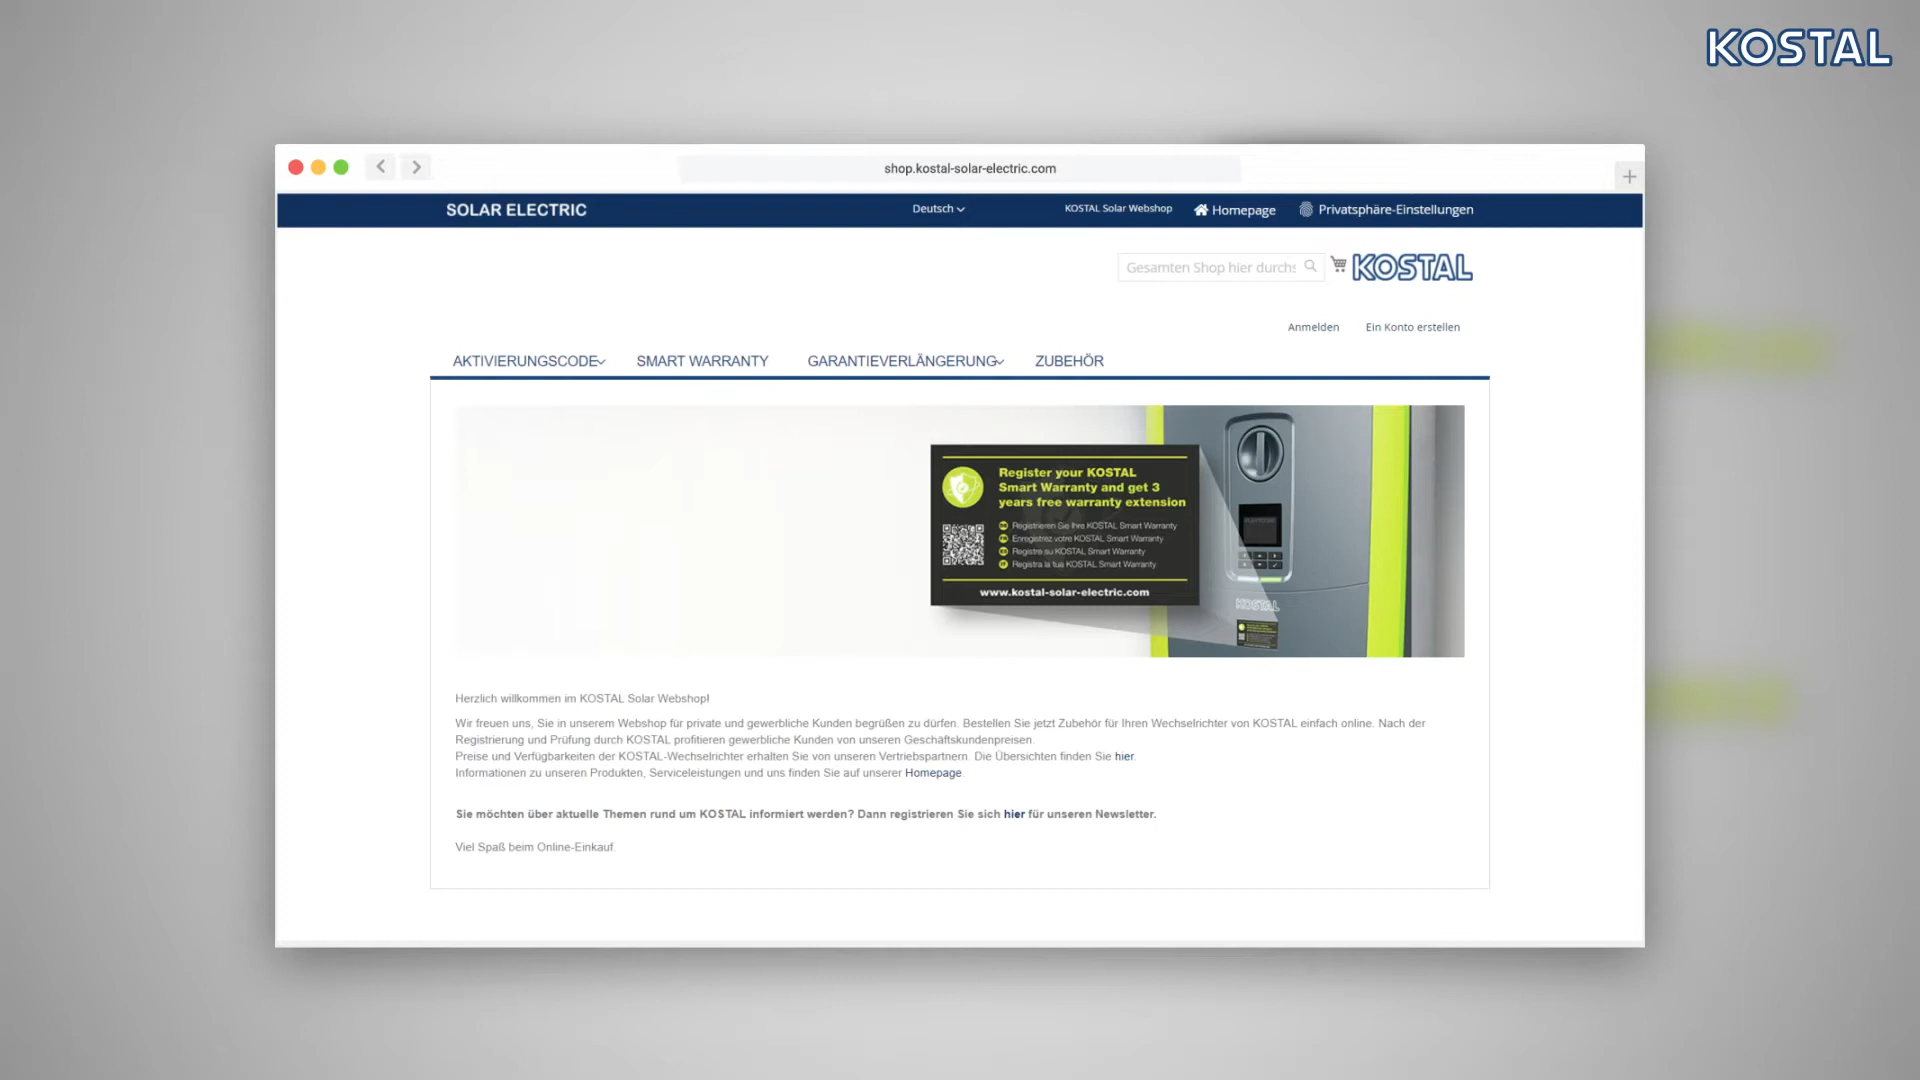 KOSTAL
shop.kostal-solar-electric.com
SOLAR ELECTRIC
Deutsch
KOSTAL Solar Webshop
Homepage
Privatsphäre-Einstellungen
Gesamten Shop hier durchs
KOSTAL
Anmelden
Ein Konto erstellen
AKTIVIERUNGSCODE
SMART WARRANTY
GARANTIEVERLÄNGERUNG
ZUBEHÖR
Register your KOSTAL
Smart Warranty and get 3
years free warranty extension
DE Registrieren Sie Ihre KOSTAL Smart Warranty
FR Enregistrez votre KOSTAL Smart Warranty
ES Registre su KOSTAL Smart Warranty
IT Registra la tua KOSTAL Smart Warranty
www.kostal-solar-electric.com
KOSTAL
Herzlich willkommen im KOSTAL Solar Webshop!
Wir freuen uns, Sie in unserem Webshop für private und gewerbliche Kunden begrüßen zu dürfen. Bestellen Sie jetzt Zubehör für Ihren Wechselrichter von KOSTAL einfach online. Nach der
Registrierung und Prüfung durch KOSTAL profitieren gewerbliche Kunden von unseren Geschäftskundenpreisen.
Preise und Verfügbarkeiten der KOSTAL-Wechselrichter erhalten Sie von unseren Vertriebspartnern. Die Übersichten finden Sie hier.
Informationen zu unseren Produkten, Serviceleistungen und uns finden Sie auf unserer Homepage.
Sie möchten über aktuelle Themen rund um KOSTAL informiert werden? Dann registrieren Sie sich hier für unseren Newsletter.
Viel Spaß beim Online-Einkauf.